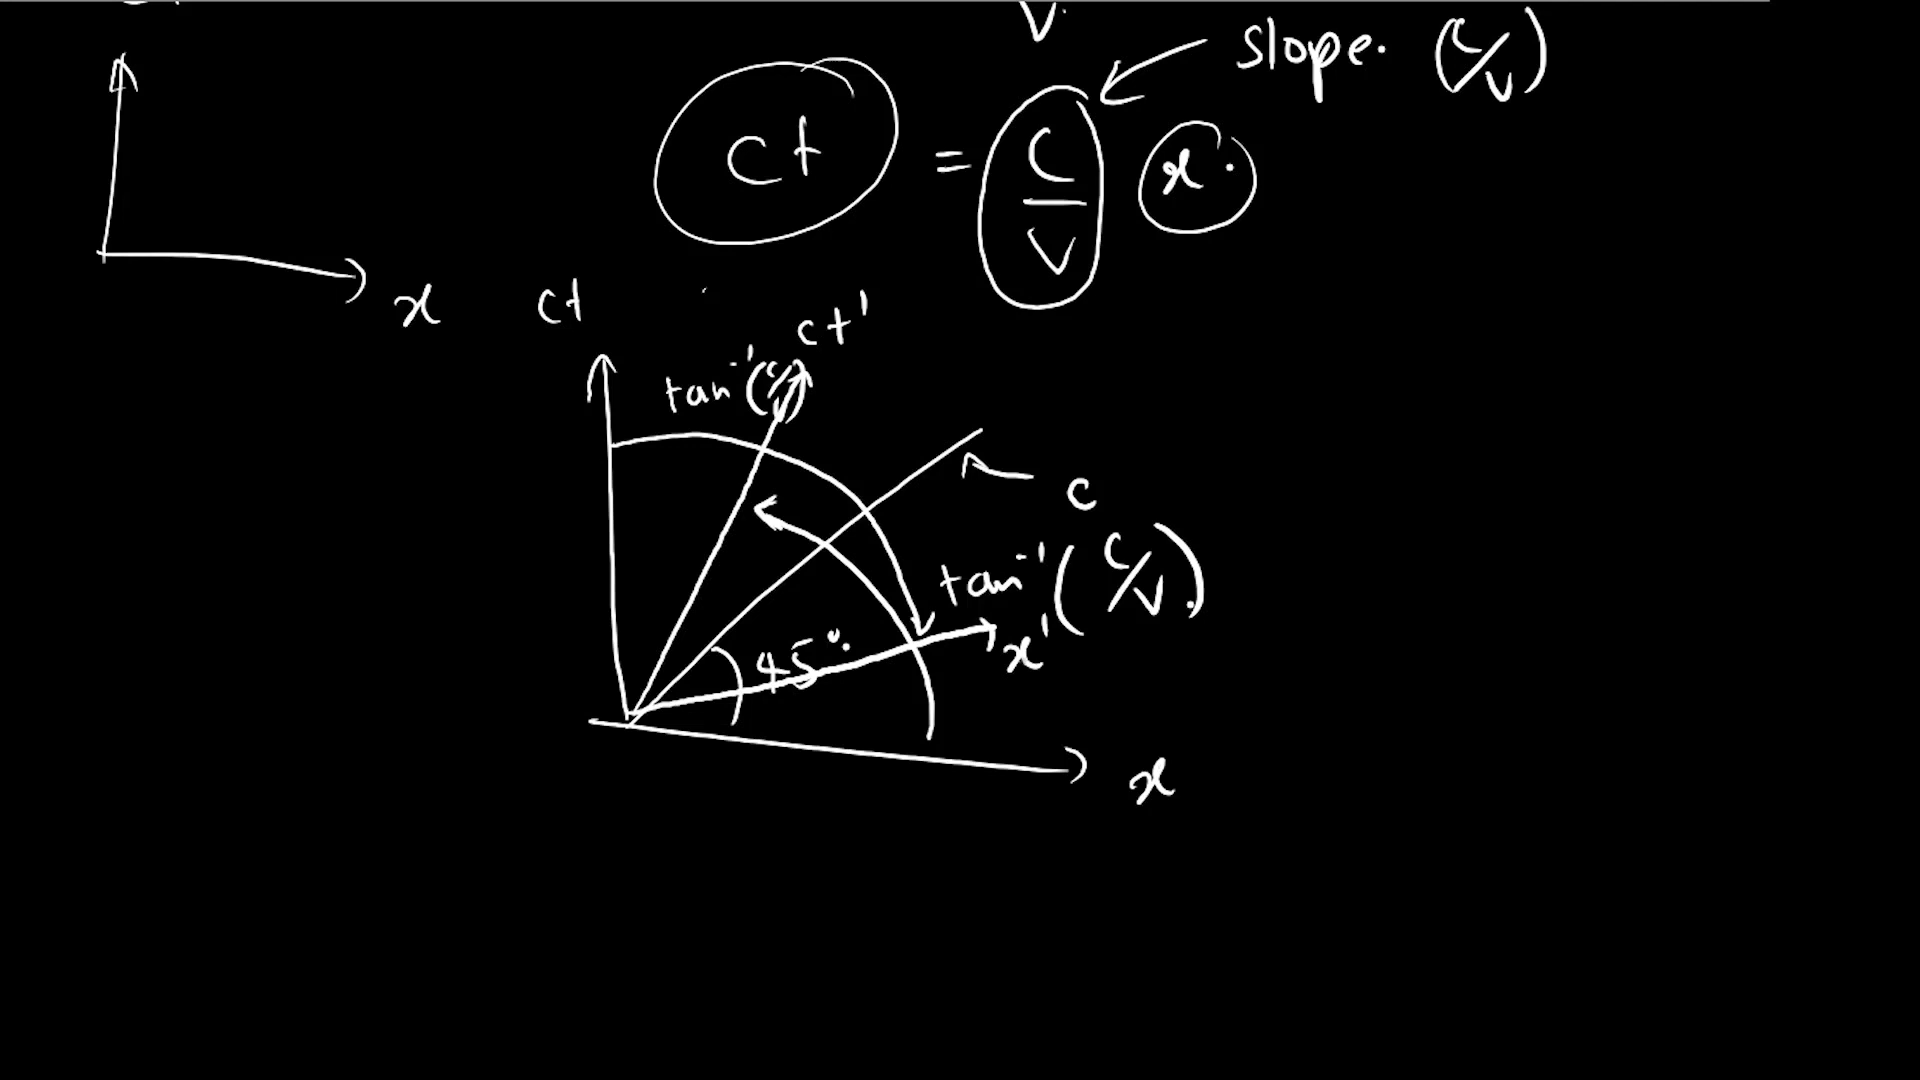 v.
slope. (c/v)
ct = c/v x.
x
ct
ct'
tan⁻¹(c/v)
c
tan⁻¹(c/v).
x'
45°.
x